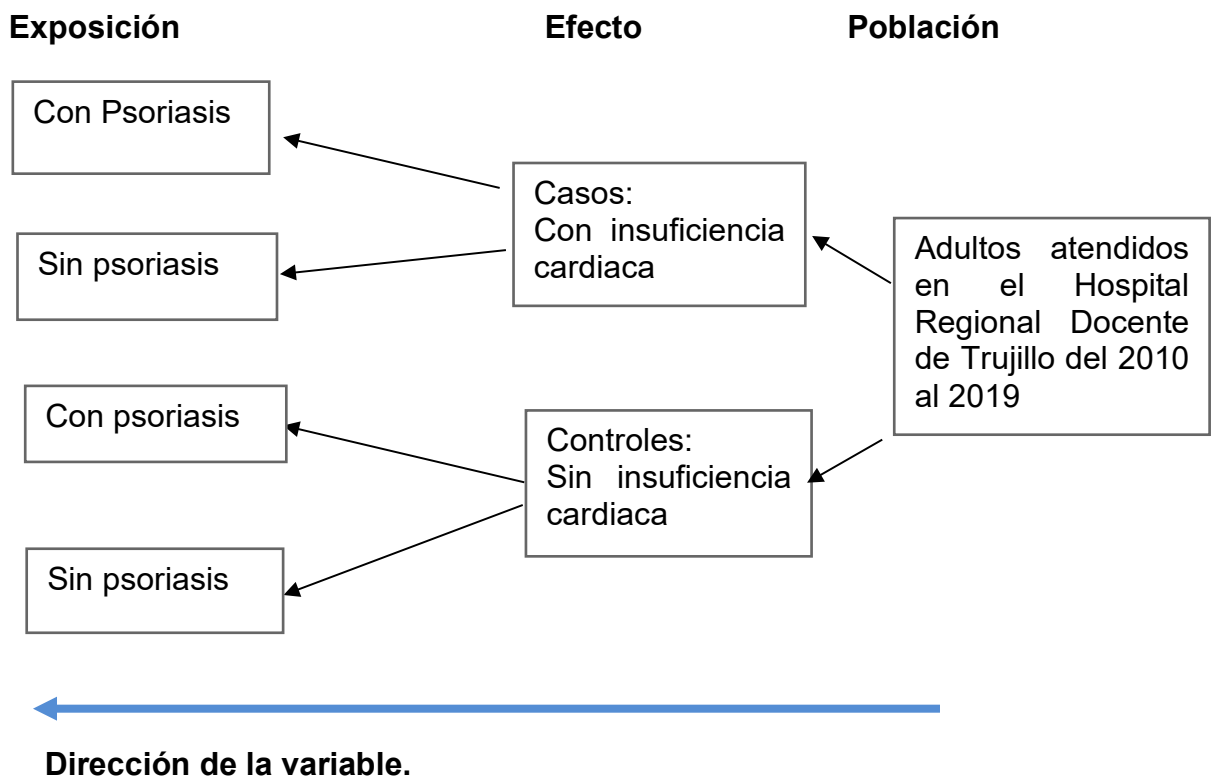 Exposición
Efecto
Población
Con Psoriasis
Sin psoriasis
Con psoriasis
Sin psoriasis
Casos:
Con insuficiencia
cardiaca
Controles:
Sin insuficiencia
cardiaca
Adultos atendidos
en el Hospital
Regional Docente
de Trujillo del 2010
al 2019
Dirección de la variable.